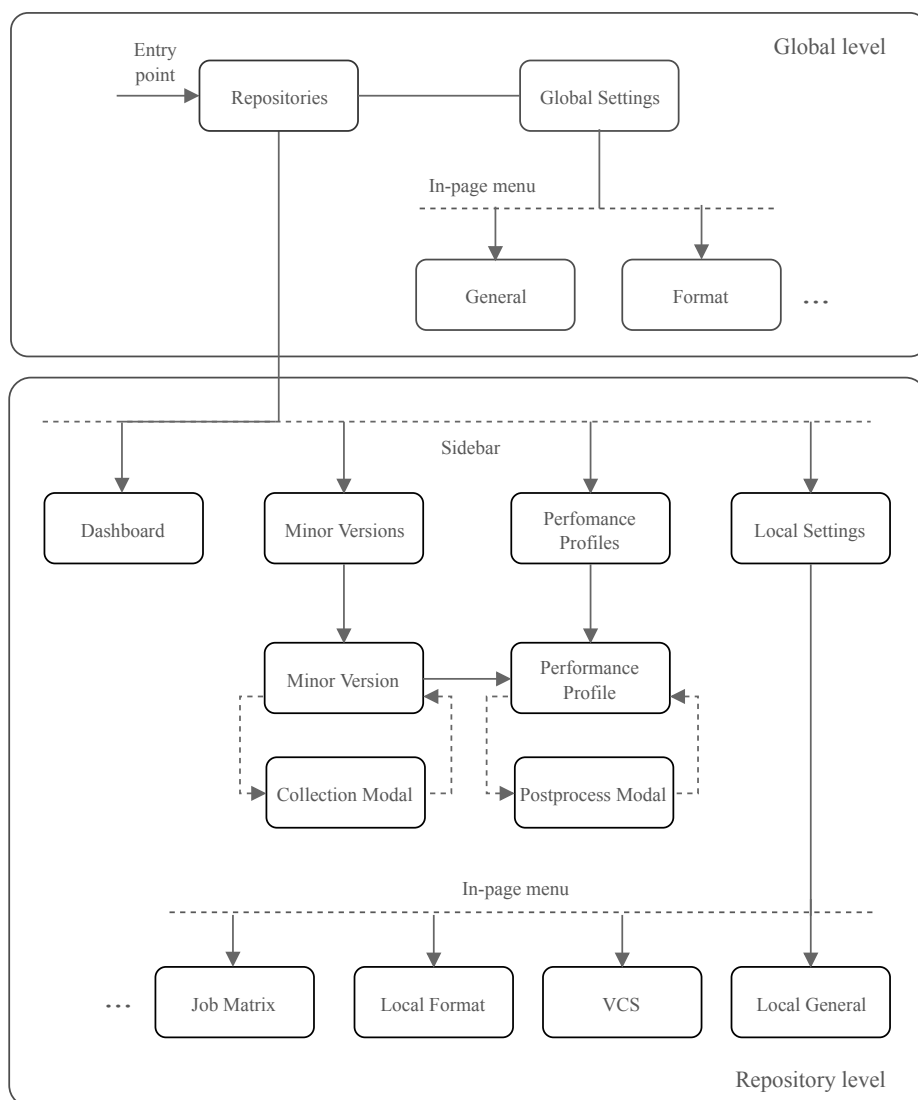 Global level
Entry
point
Repositories
Global Settings
In-page menu
General
Format
...
Sidebar
Dashboard
Minor Versions
Perfomance
Profiles
Local Settings
Minor Version
Performance
Profile
Collection Modal
Postprocess Modal
In-page menu
...
Job Matrix
Local Format
VCS
Local General
Repository level